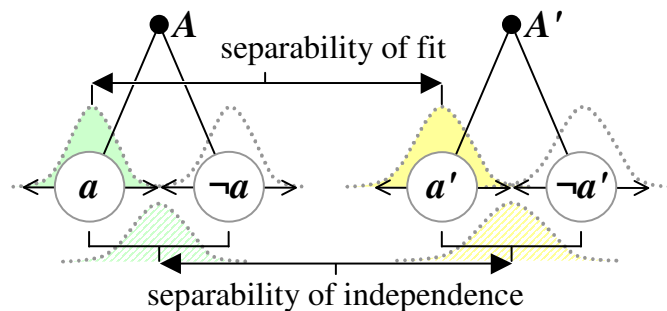 A A'
separability of fit
a ¬a a' ¬a'
separability of independence